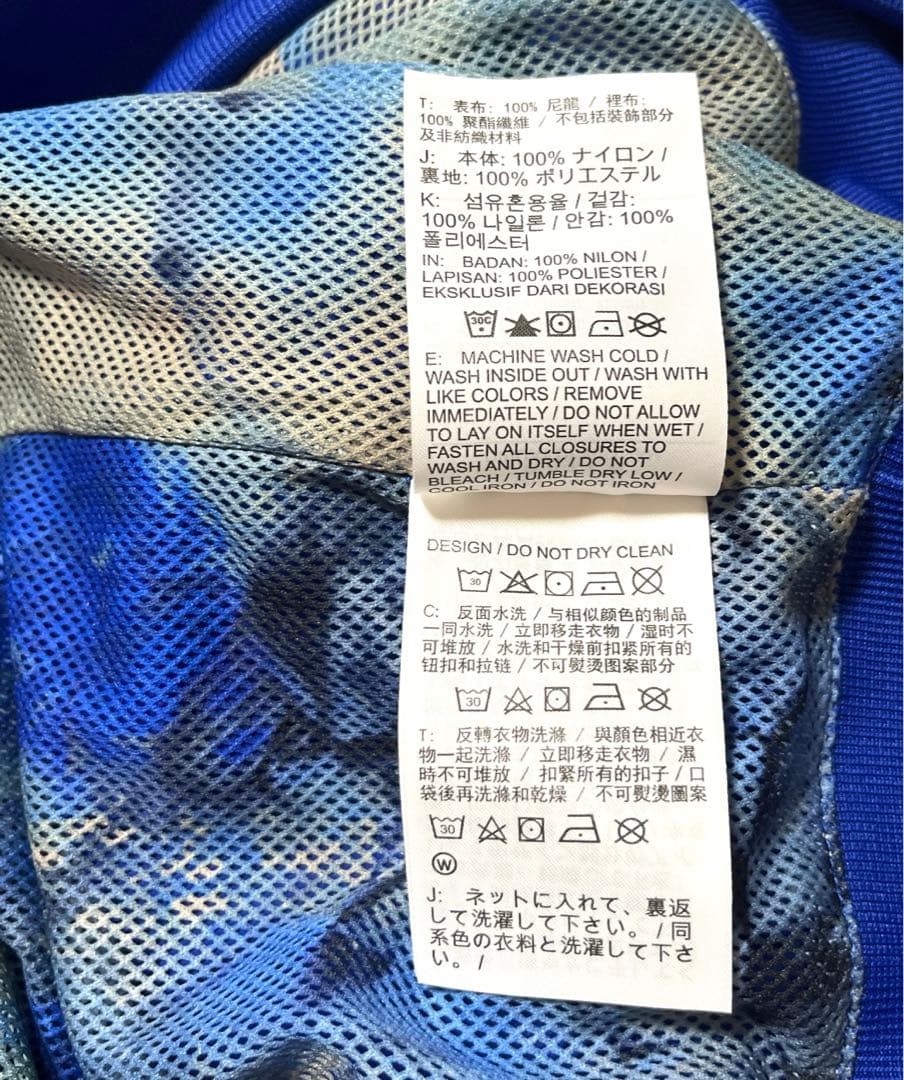 T: 表布: 100% 尼龍 / 裡布:
100% 聚酯纖維 / 不包括裝飾部分
及非紡織材料
J: 本体: 100% ナイロン /
裏地: 100% ポリエステル
K: 섬유혼용율 / 겉감:
100% 나일론 / 안감: 100%
폴리에스터
IN: BADAN: 100% NILON /
LAPISAN: 100% POLIESTER /
EKSKLUSIF DARI DEKORASI
30C
E: MACHINE WASH COLD /
WASH INSIDE OUT / WASH WITH
LIKE COLORS / REMOVE
IMMEDIATELY / DO NOT ALLOW
TO LAY ON ITSELF WHEN WET /
FASTEN ALL CLOSURES TO
WASH AND DRY / DO NOT
BLEACH / TUMBLE DRY LOW /
COOL IRON / DO NOT IRON
DESIGN / DO NOT DRY CLEAN
30
C: 反面水洗 / 与相似颜色的制品
一同水洗 / 立即移走衣物 / 湿时不
可堆放 / 水洗和干燥前扣紧所有的
钮扣和拉链 / 不可熨烫图案部分
30
T: 反轉衣物洗滌 / 與顏色相近衣
物一起洗滌 / 立即移走衣物 / 濕
時不可堆放 / 扣緊所有的扣子 / 口
袋後再洗滌和乾燥 / 不可熨燙圖案
30
W
J: ネットに入れて、裏返
して洗濯して下さい。 / 同
系色の衣料と洗濯して下さ
い。 /